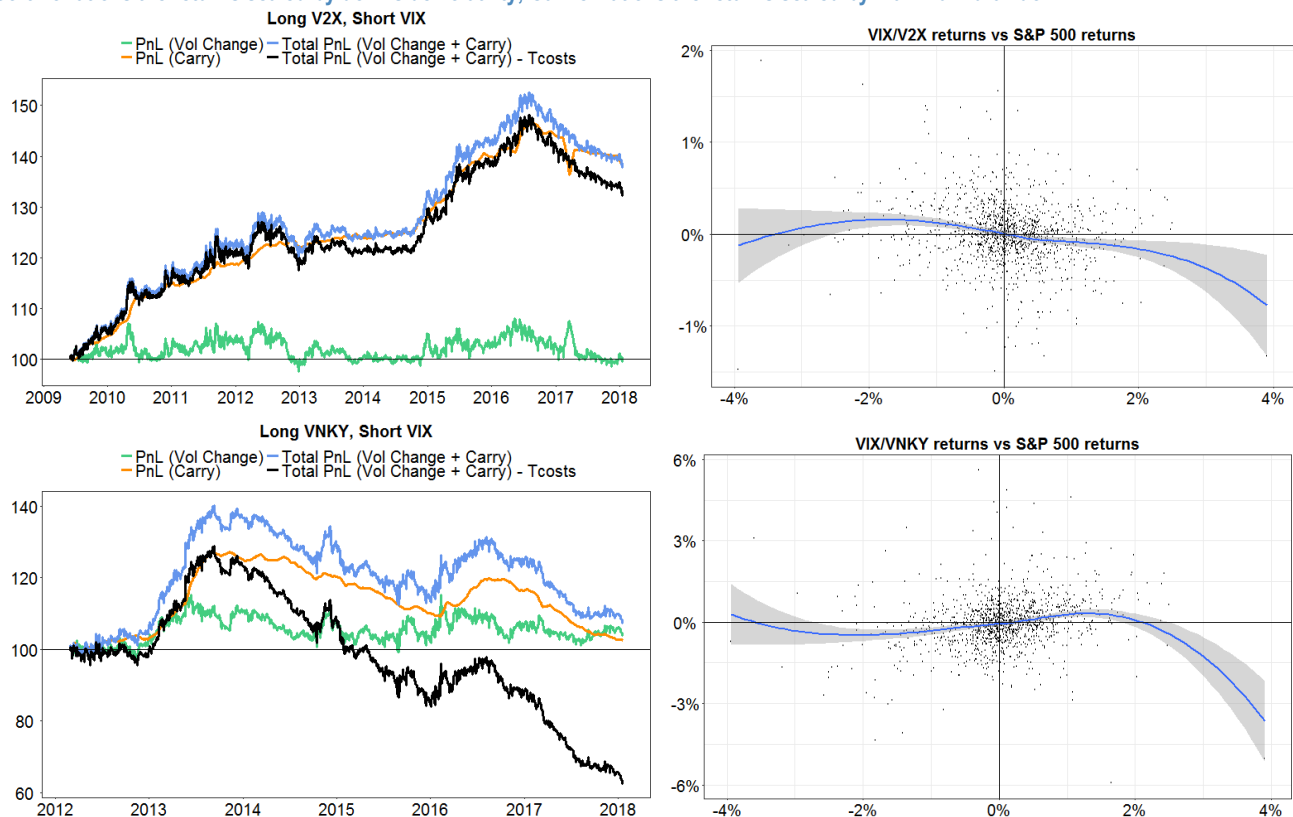 Long V2X, Short VIX
PnL (Vol Change) Total PnL (Vol Change + Carry)
PnL (Carry) Total PnL (Vol Change + Carry) - Tcosts
150
140
130
120
110
100
2009 2010 2011 2012 2013 2014 2015 2016 2017 2018
VIX/V2X returns vs S&P 500 returns
2%
1%
0%
-1%
-4% -2% 0% 2% 4%
Long VNKY, Short VIX
PnL (Vol Change) Total PnL (Vol Change + Carry)
PnL (Carry) Total PnL (Vol Change + Carry) - Tcosts
140
120
100
80
60
2012 2013 2014 2015 2016 2017 2018
VIX/VNKY returns vs S&P 500 returns
6%
3%
0%
-3%
-6%
-4% -2% 0% 2% 4%